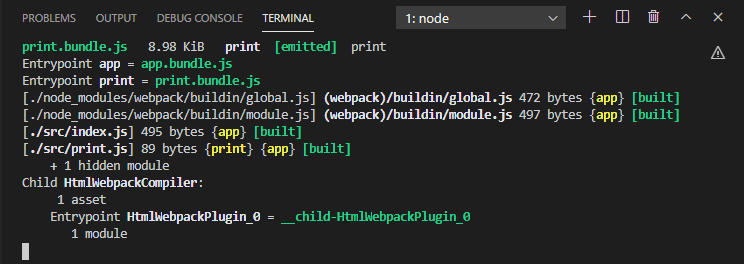 PROBLEMS OUTPUT DEBUG CONSOLE TERMINAL 1: node
print.bundle.js 8.98 KiB print [emitted] print
Entrypoint app = app.bundle.js
Entrypoint print = print.bundle.js
[./node_modules/webpack/buildin/global.js] (webpack)/buildin/global.js 472 bytes {app} [built]
[./node_modules/webpack/buildin/module.js] (webpack)/buildin/module.js 497 bytes {app} [built]
[./src/index.js] 495 bytes {app} [built]
[./src/print.js] 89 bytes {print} {app} [built]
+ 1 hidden module
Child HtmlWebpackCompiler:
1 asset
Entrypoint HtmlWebpackPlugin_0 = __child-HtmlWebpackPlugin_0
1 module